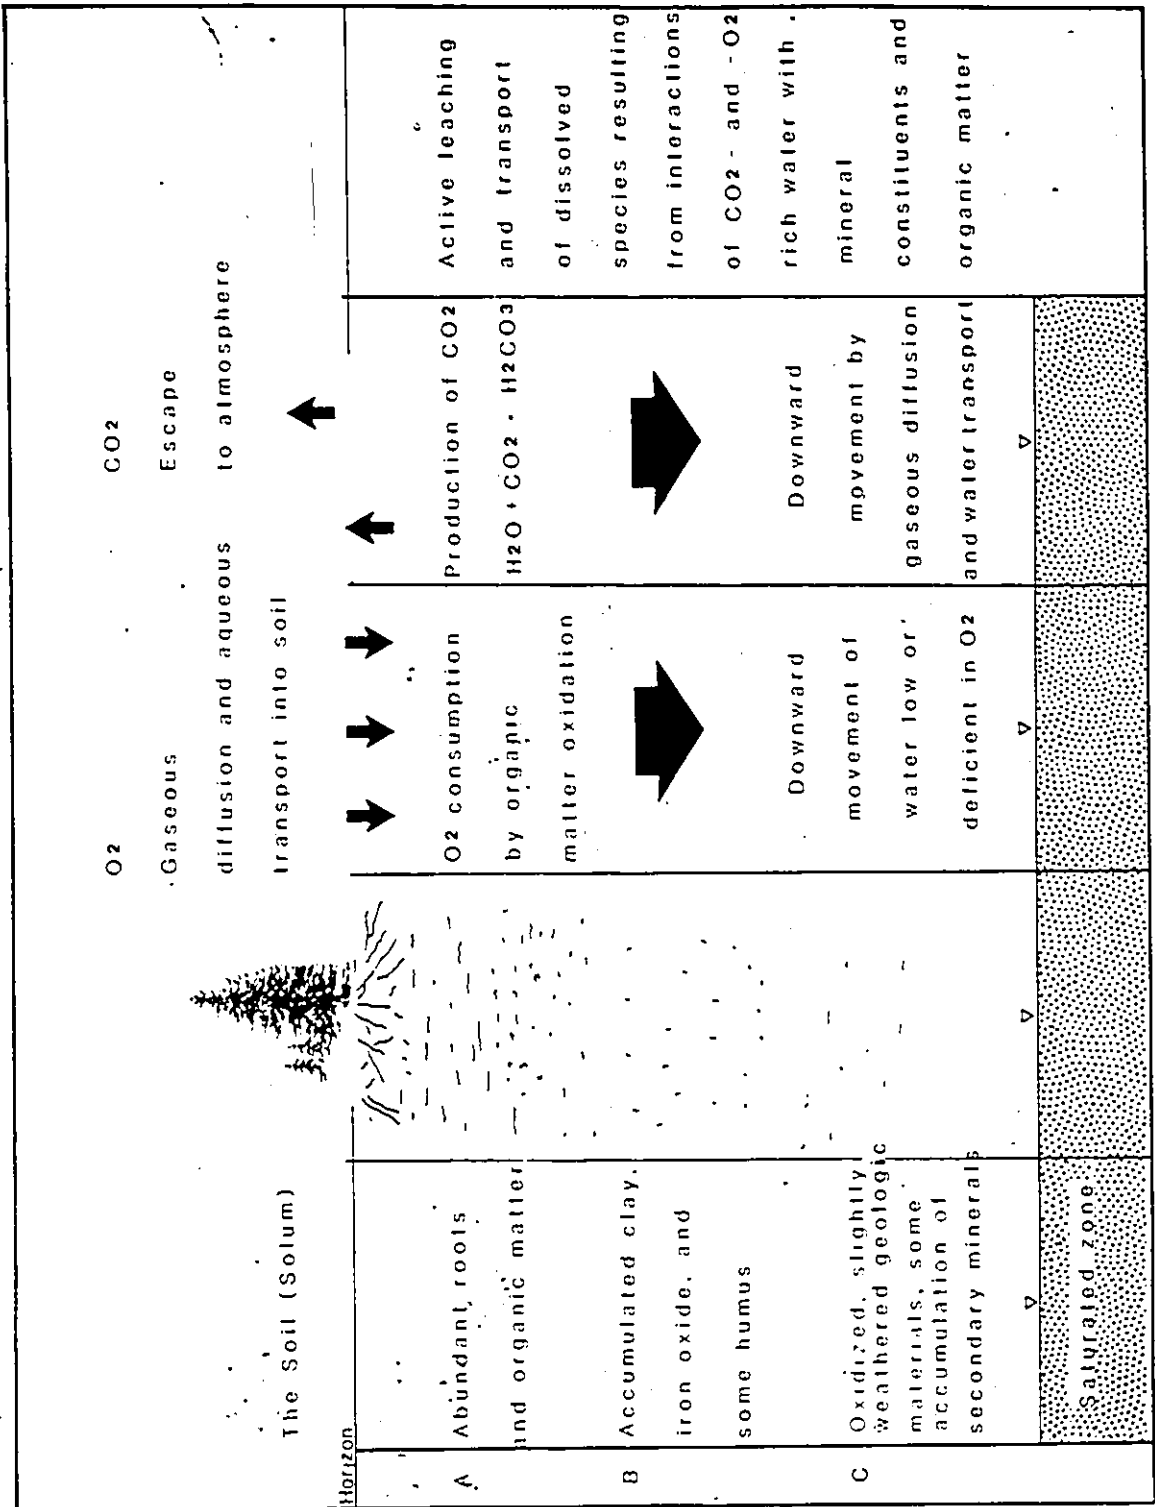 O2
Gaseous
diffusion and aqueous
transport into soil
CO2
Escape
to atmosphere
The Soil (Solum)
Horizon
A
Abundant roots
and organic matter
B
Accumulated clay,
iron oxide, and
some humus
C
Oxidized, slightly
weathered geologic
materials, some
accumulation of
secondary minerals
Saturated zone
O2 consumption
by organic
matter oxidation
Downward
movement of
water low or
deficient in O2
Production of CO2
H2O + CO2 · H2CO3
Downward
movement by
gaseous diffusion
and water transport
Active leaching
and transport
of dissolved
species resulting
from interactions
of CO2 - and - O2
rich water with
mineral
constituents and
organic matter